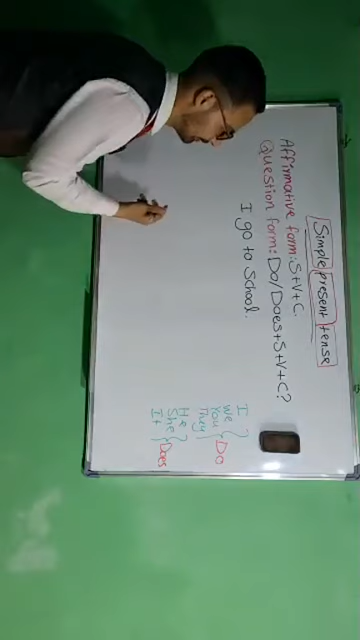 Simple present tense
Affirmative form: S+V+C.
Question form: Do/Does+S+V+C?
I go to School.
I
We
You
They
Do
He
She
It
Does